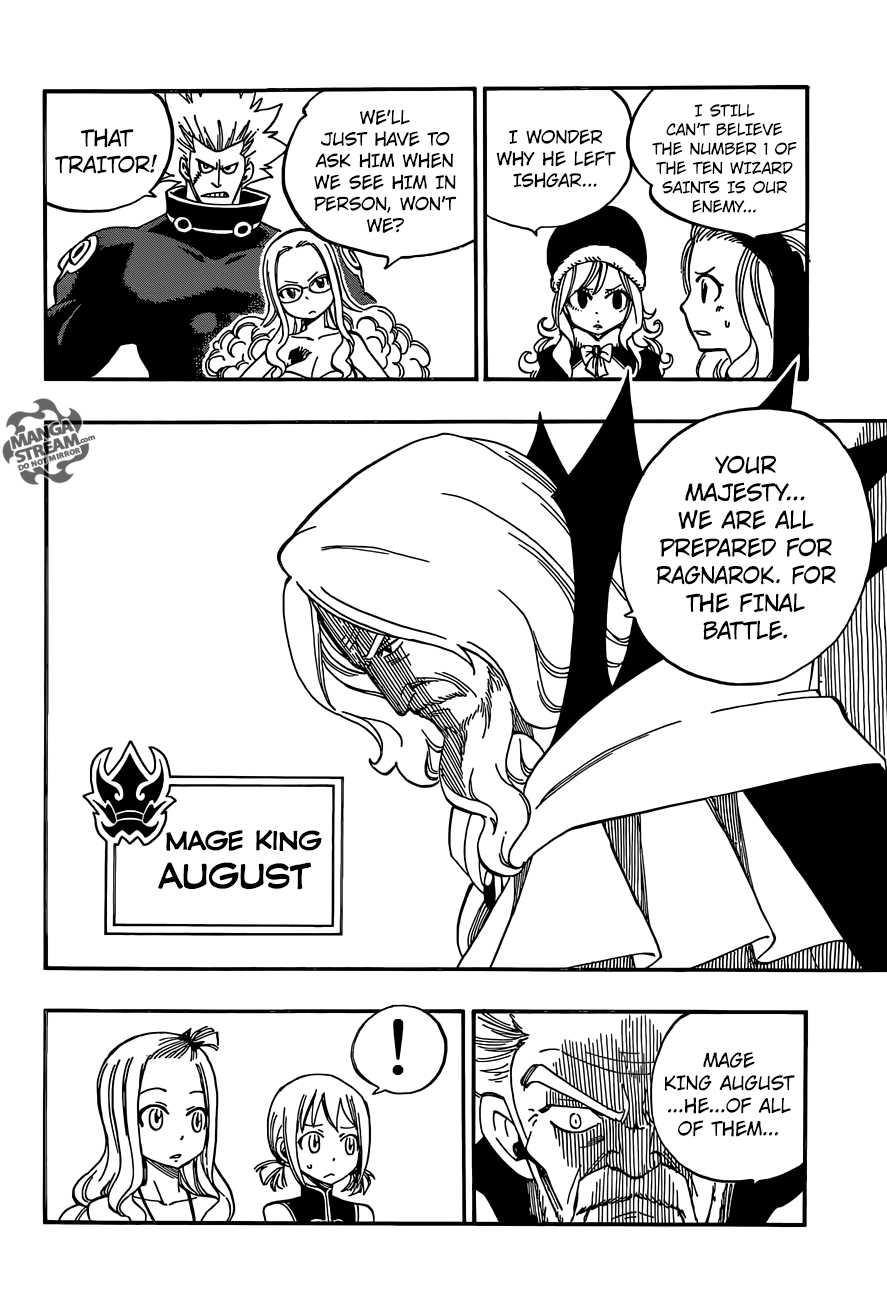 I STILL
CAN'T BELIEVE
THE NUMBER 1 OF
THE TEN WIZARD
SAINTS IS OUR
ENEMY...
I WONDER
WHY HE LEFT
ISHGAR...
WE'LL
JUST HAVE TO
ASK HIM WHEN
WE SEE HIM IN
PERSON, WON'T
WE?
THAT
TRAITOR!
MANGA
STREAM.com
DO NOT MIRROR
YOUR
MAJESTY...
WE ARE ALL
PREPARED FOR
RAGNAROK. FOR
THE FINAL
BATTLE.
MAGE KING
AUGUST
MAGE
KING AUGUST
...HE...OF ALL
OF THEM...
!